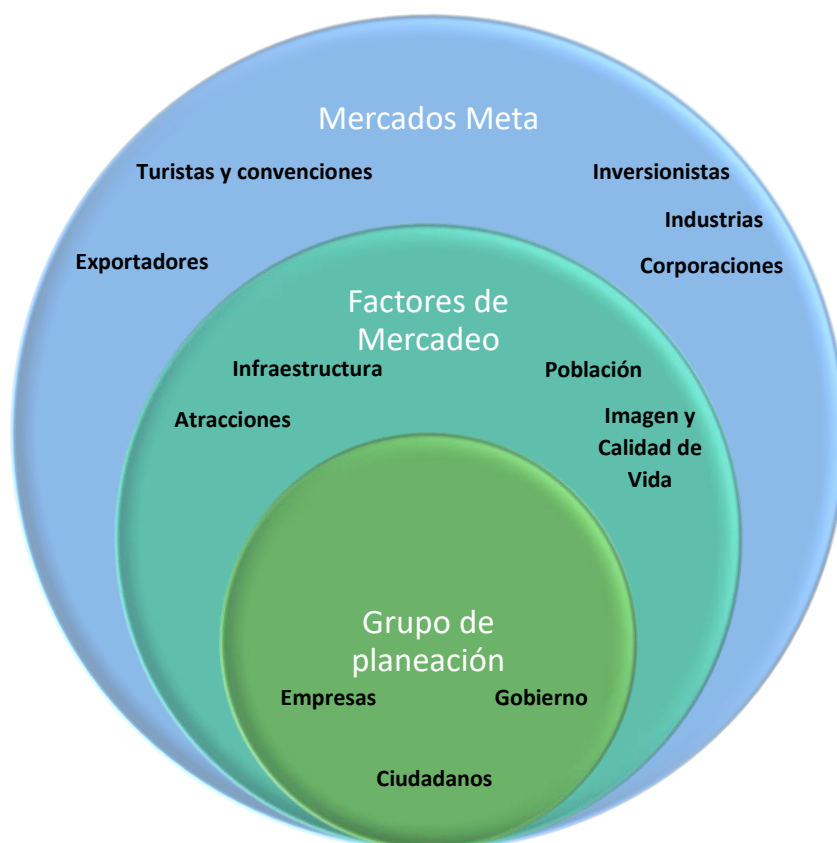 Mercados Meta
Turistas y convenciones
Inversionistas
Industrias
Exportadores
Corporaciones
Factores de
Mercadeo
Infraestructura
Población
Atracciones
Imagen y
Calidad de
Vida
Grupo de
planeación
Empresas
Gobierno
Ciudadanos